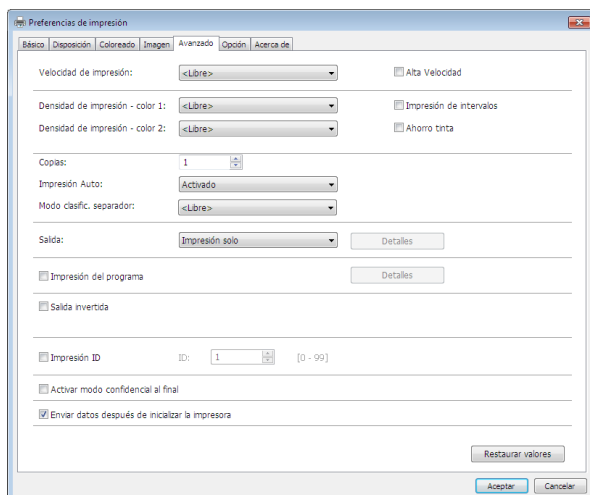 Preferencias de impresión
Básico Disposición Coloreado Imagen Avanzado Opción Acerca de
Velocidad de impresión: <Libre> Alta Velocidad
Densidad de impresión - color 1: <Libre> Impresión de intervalos
Densidad de impresión - color 2: <Libre> Ahorro tinta
Copias: 1
Impresión Auto: Activado
Modo clasific. separador: <Libre>
Salida: Impresión solo Detalles
Impresión del programa Detalles
Salida invertida
Impresión ID ID: 1 [0 - 99]
Activar modo confidencial al final
Enviar datos después de inicializar la impresora
Restaurar valores
Aceptar Cancelar